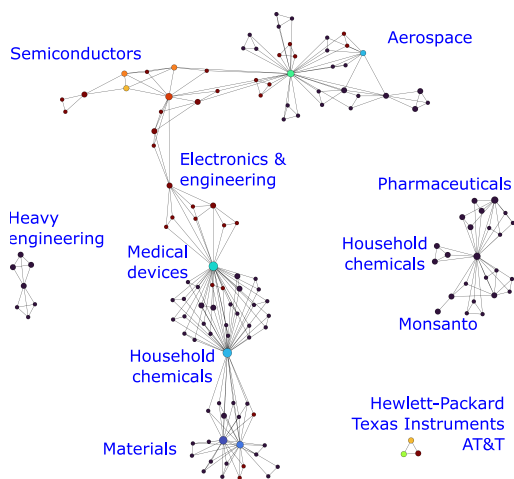 Semiconductors
Aerospace
Electronics &
engineering
Pharmaceuticals
Heavy
engineering
Household
chemicals
Medical
devices
Monsanto
Household
chemicals
Hewlett-Packard
Texas Instruments
AT&T
Materials